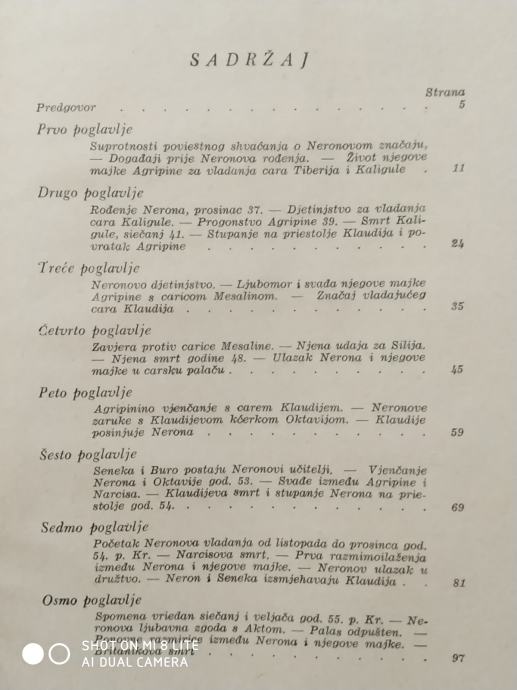 SADRŽAJ
Strana
Predgovor . . . . . . . . . . . . 5
Prvo poglavlje
Suprotnosti poviestnog shvaćanja o Neronovom značaju,
— Događaji prije Neronova rođenja. — Život njegove
majke Agripine za vladanja cara Tiberija i Kaligule . 11
Drugo poglavlje
Rođenje Nerona, prosinac 37. — Djetinjstvo za vladanja
cara Kaligule. — Progonstvo Agripine 39. — Smrt Kali-
gule, siečanj 41. — Stupanje na priestolje Klaudija i po-
vratak Agripine . . . . . . . . . . 24
Treće poglavlje
Neronovo djetinjstvo. — Ljubomor i svađa njegove majke
Agripine s caricom Mesalinom. — Značaj vladajućeg
cara Klaudija . . . . . . . . . . 35
Četvrto poglavlje
Zavjera protiv carice Mesaline. — Njena udaja za Silija.
— Njena smrt godine 48. — Ulazak Nerona i njegove
majke u carsku palaču . . . . . . . . 45
Peto poglavlje
Agripinino vjenčanje s carem Klaudijem. — Neronove
zaruke s Klaudijevom kćerkom Oktavijom. — Klaudije
posinjuje Nerona . . . . . . . . . 59
Šesto poglavlje
Seneka i Buro postaju Neronovi učitelji. — Vjenčanje
Nerona i Oktavije god. 53. — Svađe između Agripine i
Narcisa. — Klaudijeva smrt i stupanje Nerona na prie-
stolje god. 54. . . . . . . . . . . 69
Sedmo poglavlje
Početak Neronova vladanja od listopada do prosinca god.
54. p. Kr. — Narcisova smrt. — Prva razmimoilaženja
između Nerona i njegove majke. — Neronov ulazak u
društvo. — Neron i Seneka izsmjehavaju Klaudija . . 81
Osmo poglavlje
Spomena vriedan siečanj i veljača god. 55. p. Kr. — Ne-
ronova ljubavna zgoda s Aktom. — Palas odpušten. —
Ponovne razmirice između Nerona i njegove majke. —
Britanikova smrt . . . . . . . . . 97
SHOT ON MI 8 LITE
AI DUAL CAMERA